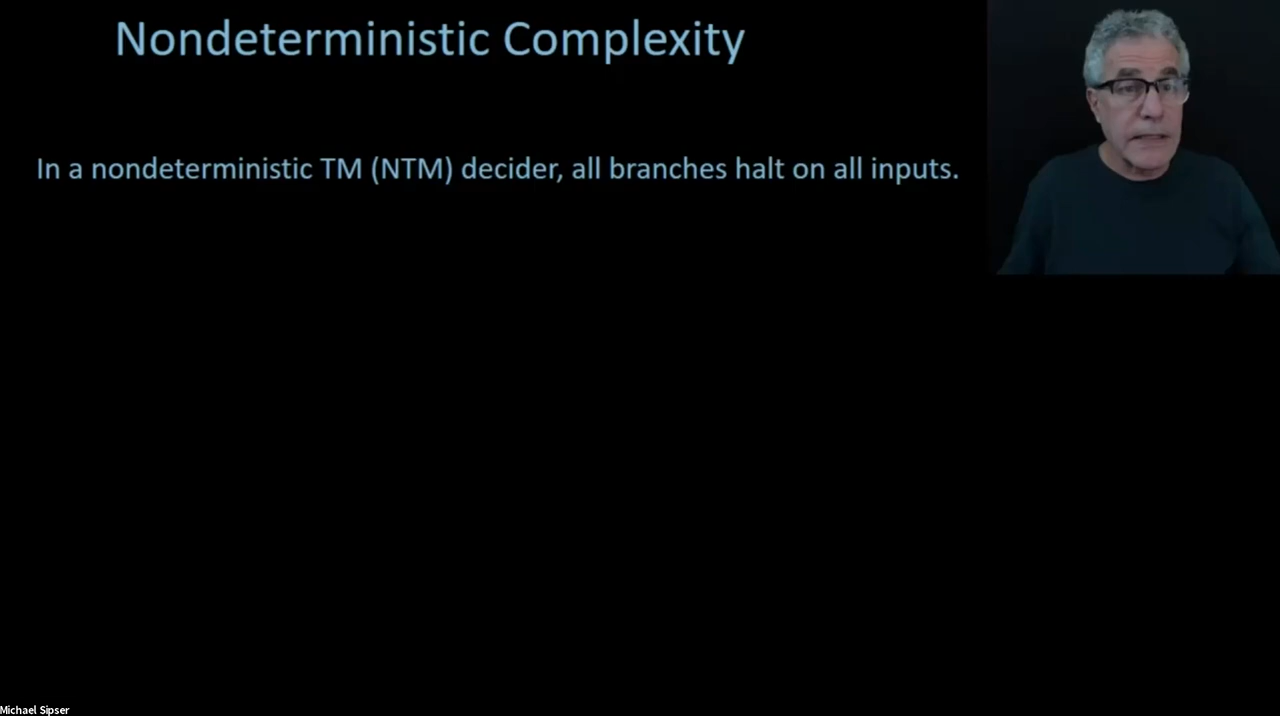 Nondeterministic Complexity
In a nondeterministic TM (NTM) decider, all branches halt on all inputs.
Michael Sipser